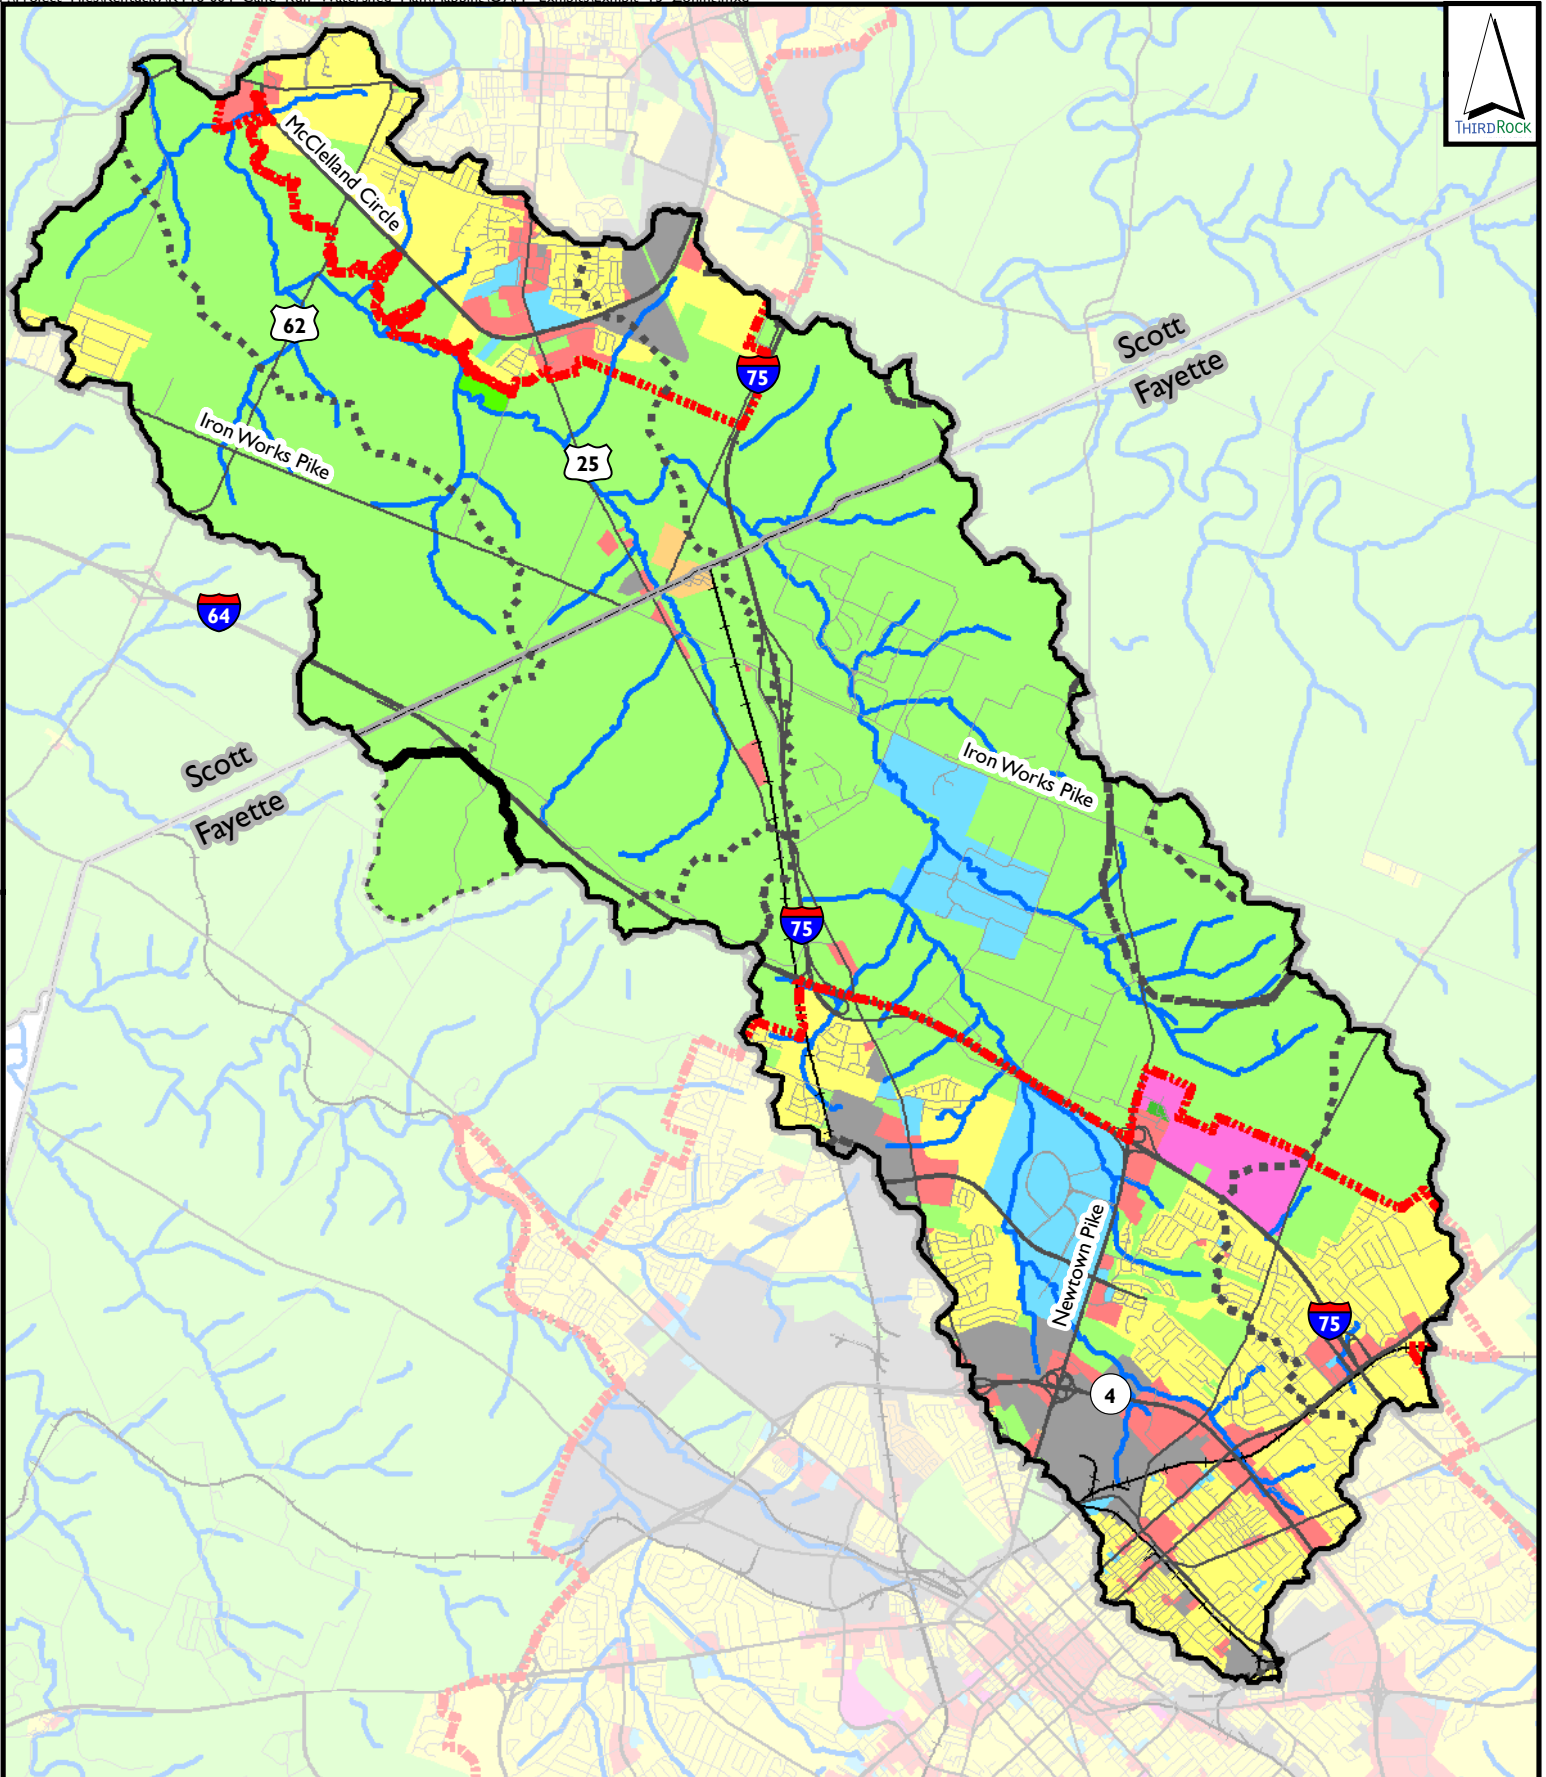 THIRDROCK
McClelland Circle
62
75
Scott
Fayette
Iron Works Pike
25
64
Iron Works Pike
Scott
Fayette
75
Newtown Pike
75
4